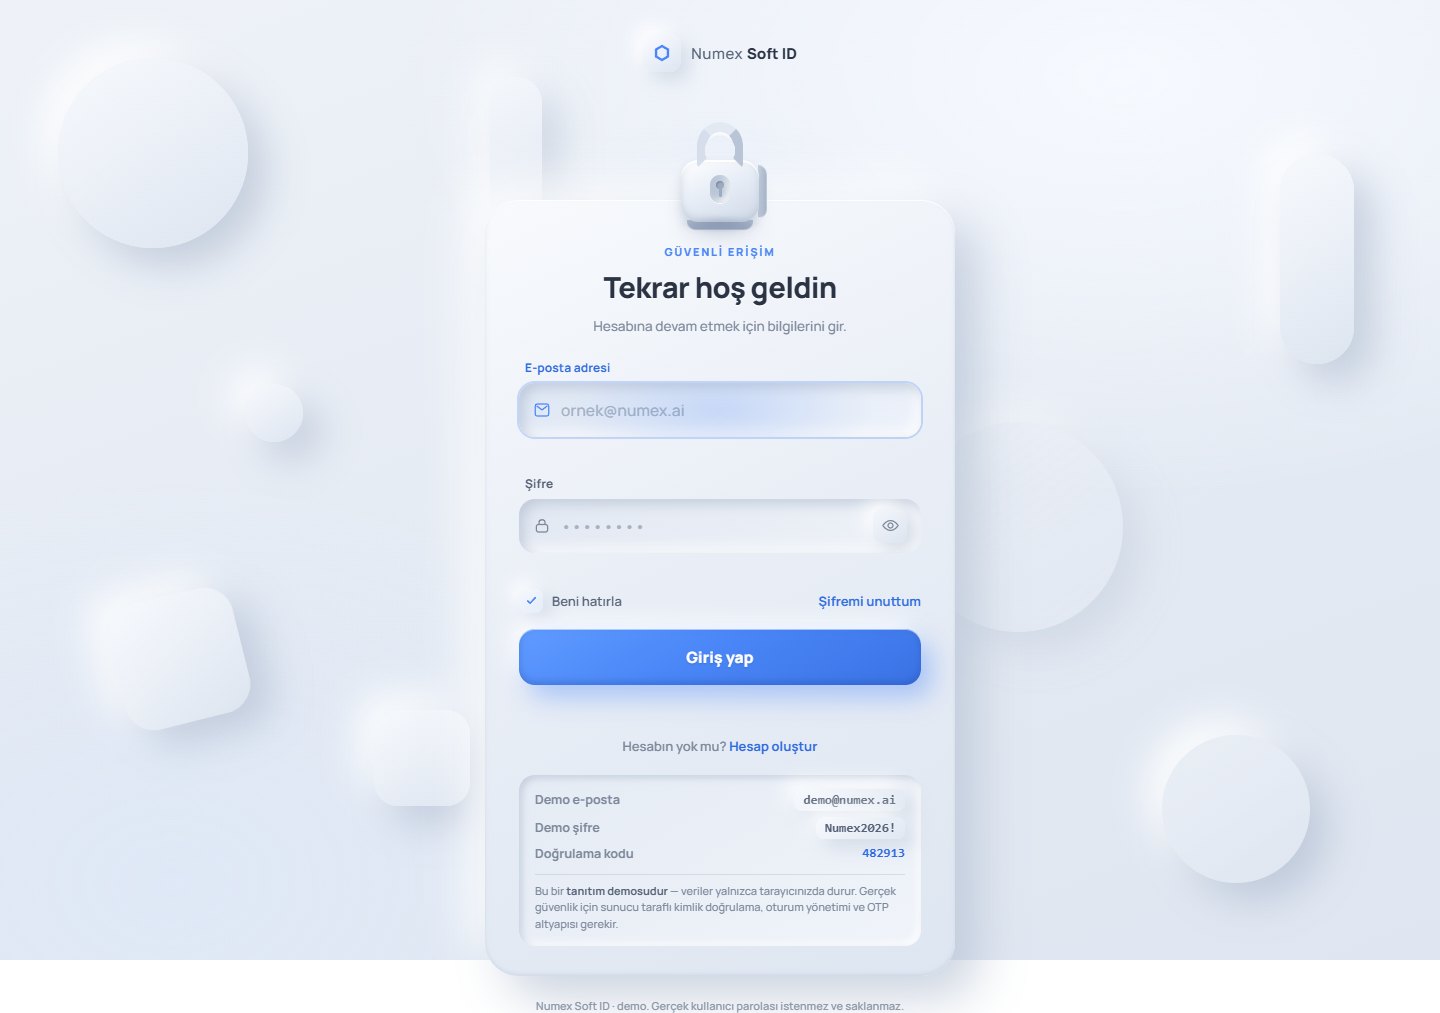 Numex Soft ID
GÜVENLİ ERİŞİM
Tekrar hoş geldin
Hesabına devam etmek için bilgilerini gir.
E-posta adresi
ornek@numex.ai
Şifre
••••••••
Beni hatırla Şifremi unuttum
Giriş yap
Hesabın yok mu? Hesap oluştur
Demo e-posta demo@numex.ai
Demo şifre Numex2026!
Doğrulama kodu 482913
Bu bir tanıtım demosudur — veriler yalnızca tarayıcınızda durur. Gerçek
güvenlik için sunucu taraflı kimlik doğrulama, oturum yönetimi ve OTP
altyapısı gerekir.
Numex Soft ID · demo. Gerçek kullanıcı parolası istenmez ve saklanmaz.